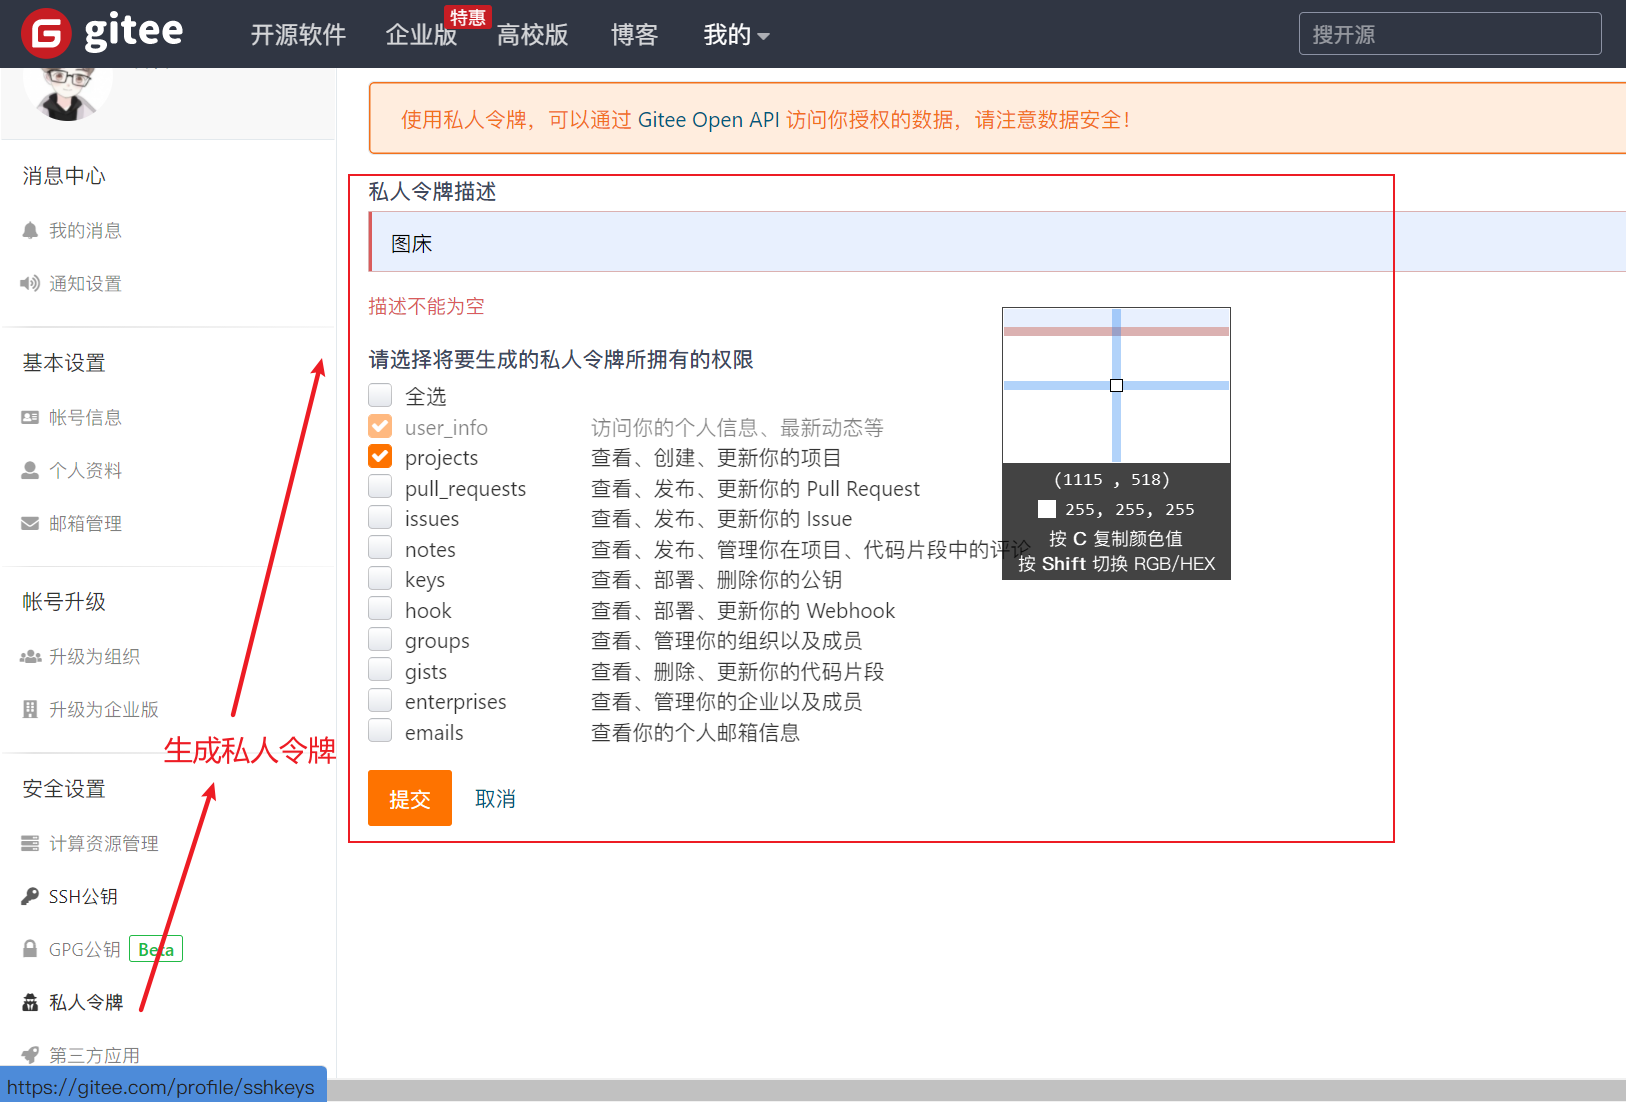 gitee
开源软件
企业版
特惠
高校版
博客
我的
搜开源
消息中心
我的消息
通知设置
基本设置
帐号信息
个人资料
邮箱管理
帐号升级
升级为组织
升级为企业版
生成私人令牌
安全设置
计算资源管理
SSH公钥
GPG公钥 Beta
私人令牌
第三方应用
https://gitee.com/profile/sshkeys
使用私人令牌，可以通过 Gitee Open API 访问你授权的数据，请注意数据安全！
私人令牌描述
图床
描述不能为空
请选择将要生成的私人令牌所拥有的权限
全选
user_info 访问你的个人信息、最新动态等
projects 查看、创建、更新你的项目
pull_requests 查看、发布、更新你的 Pull Request
issues 查看、发布、更新你的 Issue
notes 查看、发布、管理你在项目、代码片段中的评论
keys 查看、部署、删除你的公钥
hook 查看、部署、更新你的 Webhook
groups 查看、管理你的组织以及成员
gists 查看、删除、更新你的代码片段
enterprises 查看、管理你的企业以及成员
emails 查看你的个人邮箱信息
提交 取消
(1115 , 518)
255, 255, 255
按 C 复制颜色值
按 Shift 切换 RGB/HEX